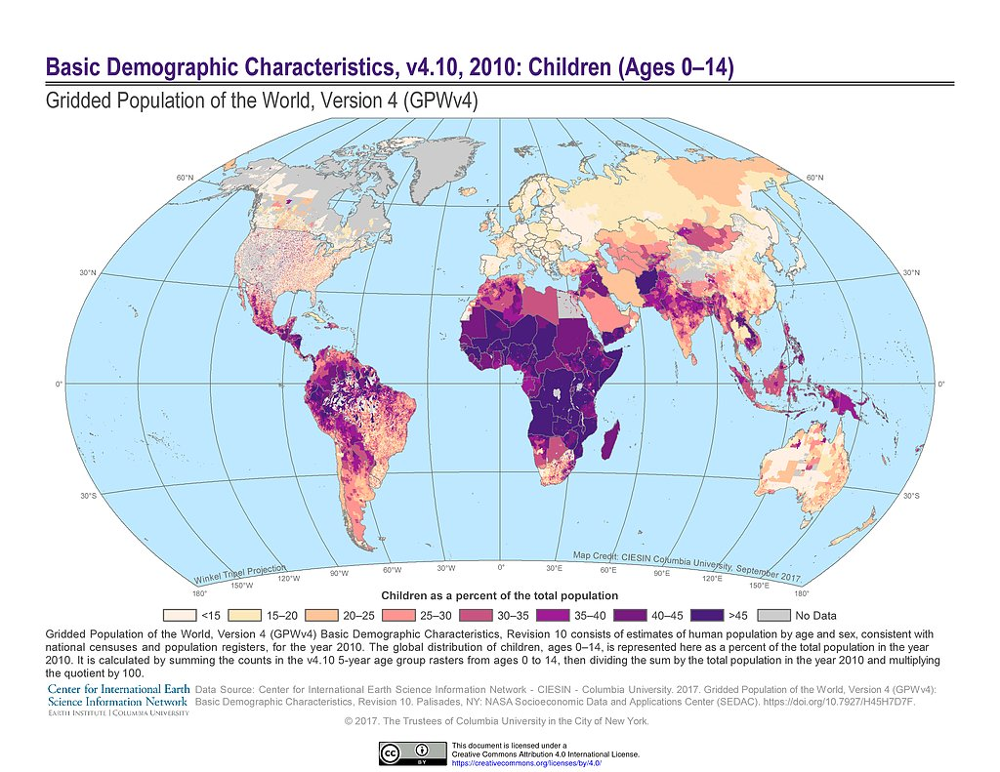 Basic Demographic Characteristics, v4.10, 2010: Children (Ages 0–14)
Gridded Population of the World, Version 4 (GPWv4)
60°N
60°N
30°N
30°N
0°
0°
30°S
30°S
Winkel Tripel Projection
Map Credit: CIESIN Columbia University, September 2017
180°
150°W
120°W
90°W
60°W
30°W
0°
30°E
60°E
90°E
120°E
150°E
180°
Children as a percent of the total population
<15
15–20
20–25
25–30
30–35
35–40
40–45
>45
No Data
Gridded Population of the World, Version 4 (GPWv4) Basic Demographic Characteristics, Revision 10 consists of estimates of human population by age and sex, consistent with
national censuses and population registers, for the year 2010. The global distribution of children, ages 0–14, is represented here as a percent of the total population in the year
2010. It is calculated by summing the counts in the v4.10 5-year age group rasters from ages 0 to 14, then dividing the sum by the total population in the year 2010 and multiplying
the quotient by 100.
Center for International Earth
Science Information Network
EARTH INSTITUTE | COLUMBIA UNIVERSITY
Data Source: Center for International Earth Science Information Network - CIESIN - Columbia University. 2017. Gridded Population of the World, Version 4 (GPWv4):
Basic Demographic Characteristics, Revision 10. Palisades, NY: NASA Socioeconomic Data and Applications Center (SEDAC). https://doi.org/10.7927/H45H7D7F.
© 2017. The Trustees of Columbia University in the City of New York.
cc
BY
This document is licensed under a
Creative Commons Attribution 4.0 International License.
https://creativecommons.org/licenses/by/4.0/